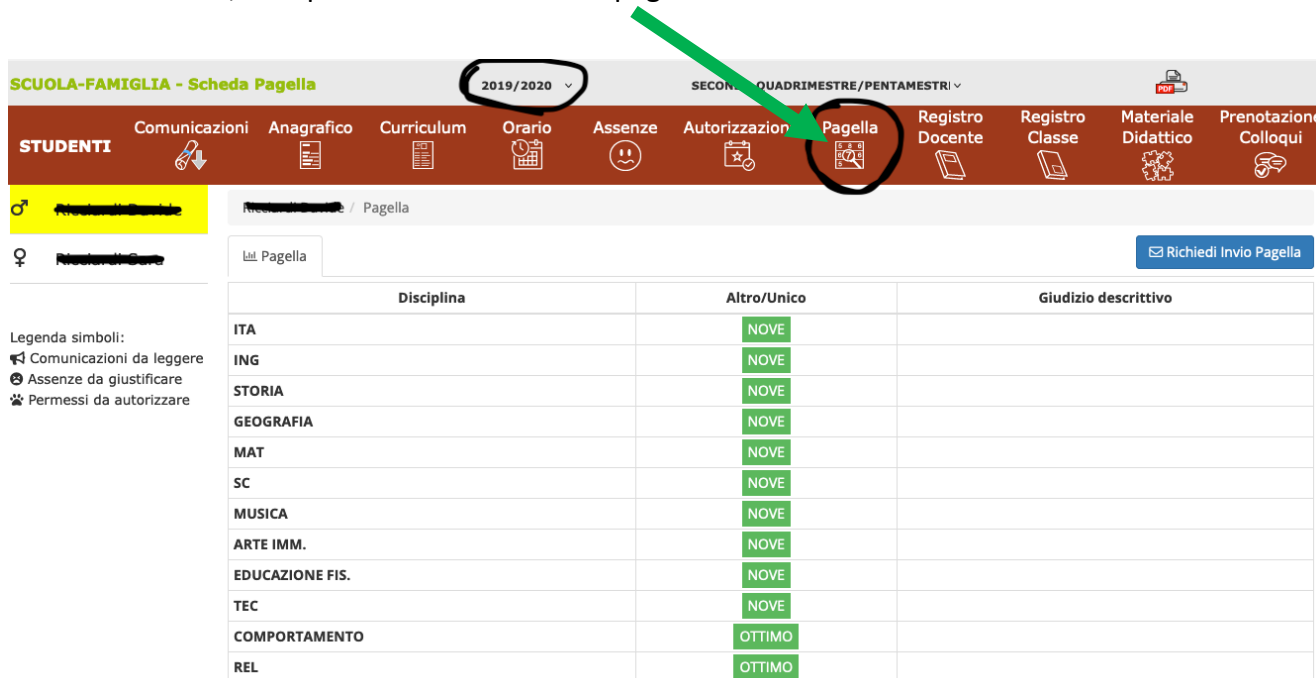 SCUOLA-FAMIGLIA - Scheda Pagella
2019/2020
QUADRIMESTRE/PENTAMESTRI
PDF
STUDENTI
Comunicazioni
Anagrafico
Curriculum
Orario
Assenze
Autorizzazion
Pagella
Registro Docente
Registro Classe
Materiale Didattico
Prenotazione Colloqui
/ Pagella
Pagella
Richiedi Invio Pagella
Legenda simboli:
Comunicazioni da leggere
Assenze da giustificare
Permessi da autorizzare
Disciplina Altro/Unico Giudizio descrittivo
ITA NOVE
ING NOVE
STORIA NOVE
GEOGRAFIA NOVE
MAT NOVE
SC NOVE
MUSICA NOVE
ARTE IMM. NOVE
EDUCAZIONE FIS. NOVE
TEC NOVE
COMPORTAMENTO OTTIMO
REL OTTIMO